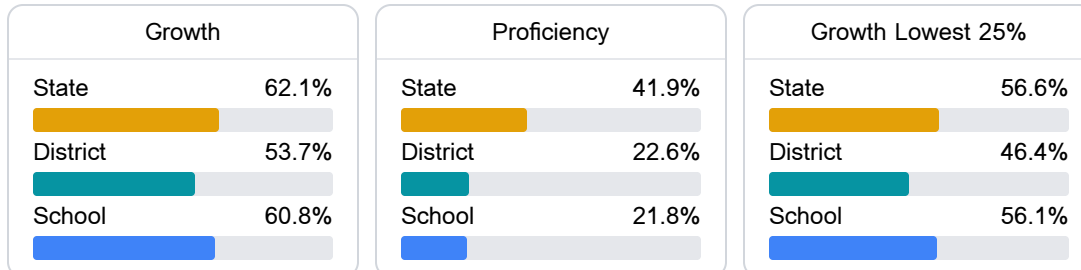 Growth
State 62.1%
District 53.7%
School 60.8%
Proficiency
State 41.9%
District 22.6%
School 21.8%
Growth Lowest 25%
State 56.6%
District 46.4%
School 56.1%